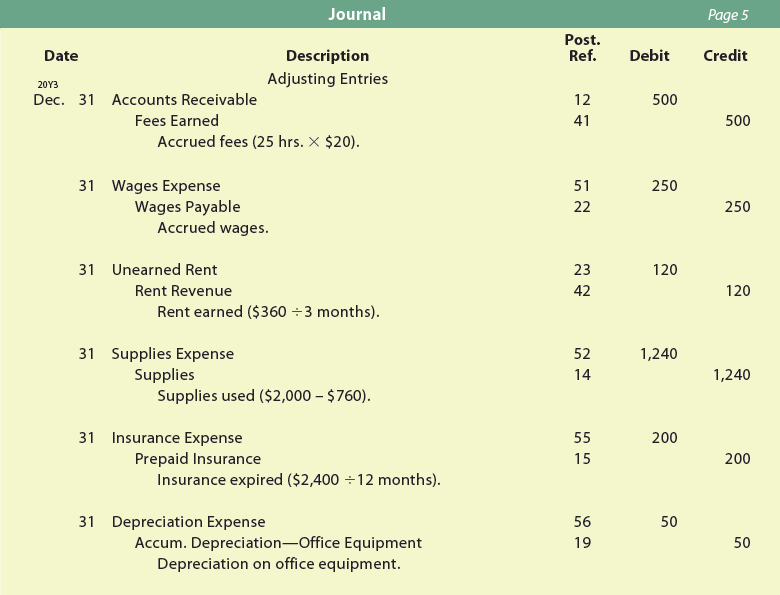 Journal Page 5
Post.
Date Description Ref. Debit Credit
Adjusting Entries
20Y3
Dec. 31 Accounts Receivable 12 500
Fees Earned 41 500
Accrued fees (25 hrs. × $20).
31 Wages Expense 51 250
Wages Payable 22 250
Accrued wages.
31 Unearned Rent 23 120
Rent Revenue 42 120
Rent earned ($360 ÷3 months).
31 Supplies Expense 52 1,240
Supplies 14 1,240
Supplies used ($2,000 – $760).
31 Insurance Expense 55 200
Prepaid Insurance 15 200
Insurance expired ($2,400 ÷12 months).
31 Depreciation Expense 56 50
Accum. Depreciation—Office Equipment 19 50
Depreciation on office equipment.